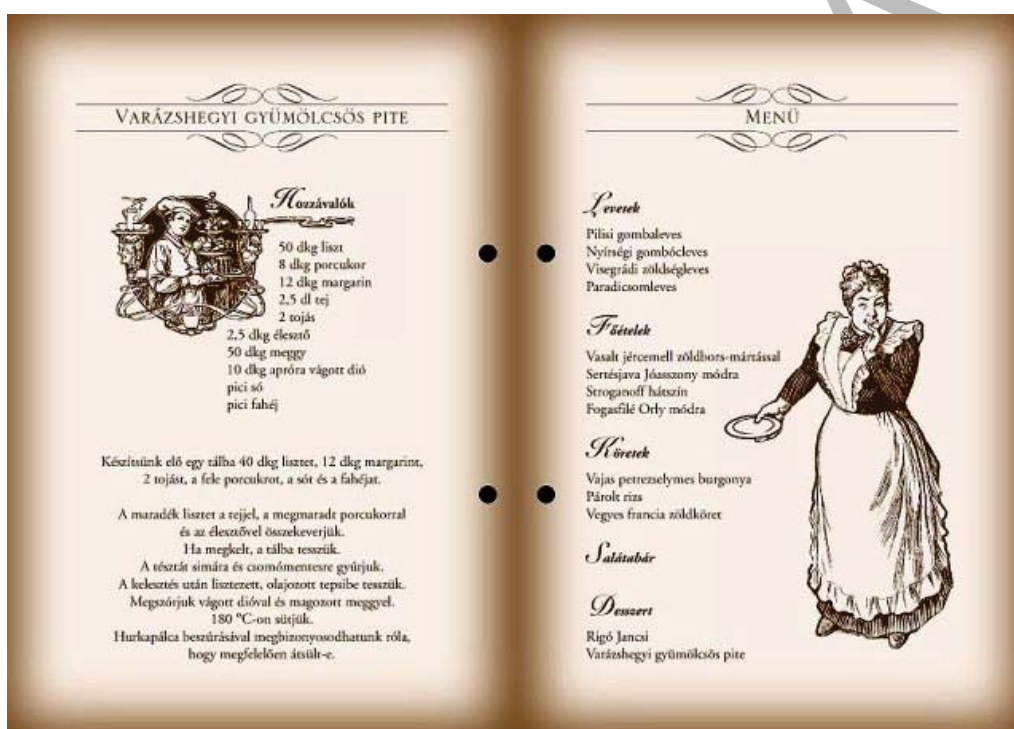 VARÁZSHEGYI GYÜMÖLCSÖS PITE
Hozzávalók
50 dkg liszt
8 dkg porcukor
12 dkg margarin
2,5 dl tej
2 tojás
2,5 dkg élesztő
50 dkg meggy
10 dkg apróra vágott dió
pici só
pici fahéj
Készítsünk elő egy tálba 40 dkg lisztet, 12 dkg margarint,
2 tojást, a fele porcukrot, a sót és a fahéjat.
A maradék lisztet a tejjel, a megmaradt porcukorral
és az élesztővel összekeverjük.
Ha megkelt, a tálba tesszük.
A tésztát simára és csomómentesre gyúrjuk.
A kelesztés után lisztezett, olajozott tepsibe tesszük.
Megszórjuk vágott dióval és magozott meggyel.
180 °C-on sütjük.
Hurkapálca beszúrásával megbizonyosodhatunk róla,
hogy megfelelően átsült-e.
MENÜ
Levesek
Pilisi gombaleves
Nyírségi gombócleves
Visegrádi zöldségleves
Paradicsomleves
Főételek
Vasalt jércemell zöldbors-mártással
Sertésjava Jóasszony módra
Stroganoff hátszín
Fogasfilé Orly módra
Köretek
Vajas petrezselymes burgonya
Párolt rizs
Vegyes francia zöldköret
Salátabár
Desszert
Rigó Jancsi
Varázshegyi gyümölcsös pite